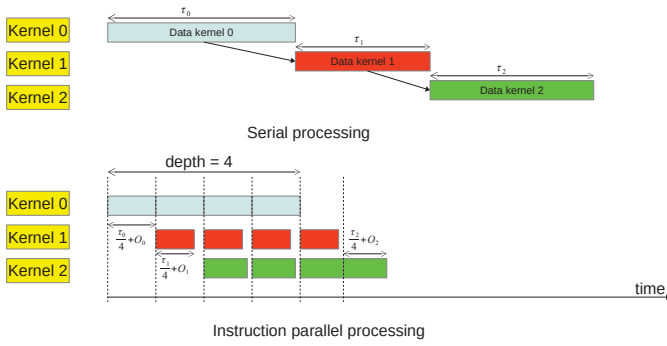 τ₀
Kernel 0 Data kernel 0
τ₁
Kernel 1 Data kernel 1
τ₂
Kernel 2 Data kernel 2
Serial processing
depth = 4
Kernel 0
Kernel 1 τ₀/4+O₀ τ₂/4+O₂
Kernel 2 τ₁/4+O₁
time
Instruction parallel processing